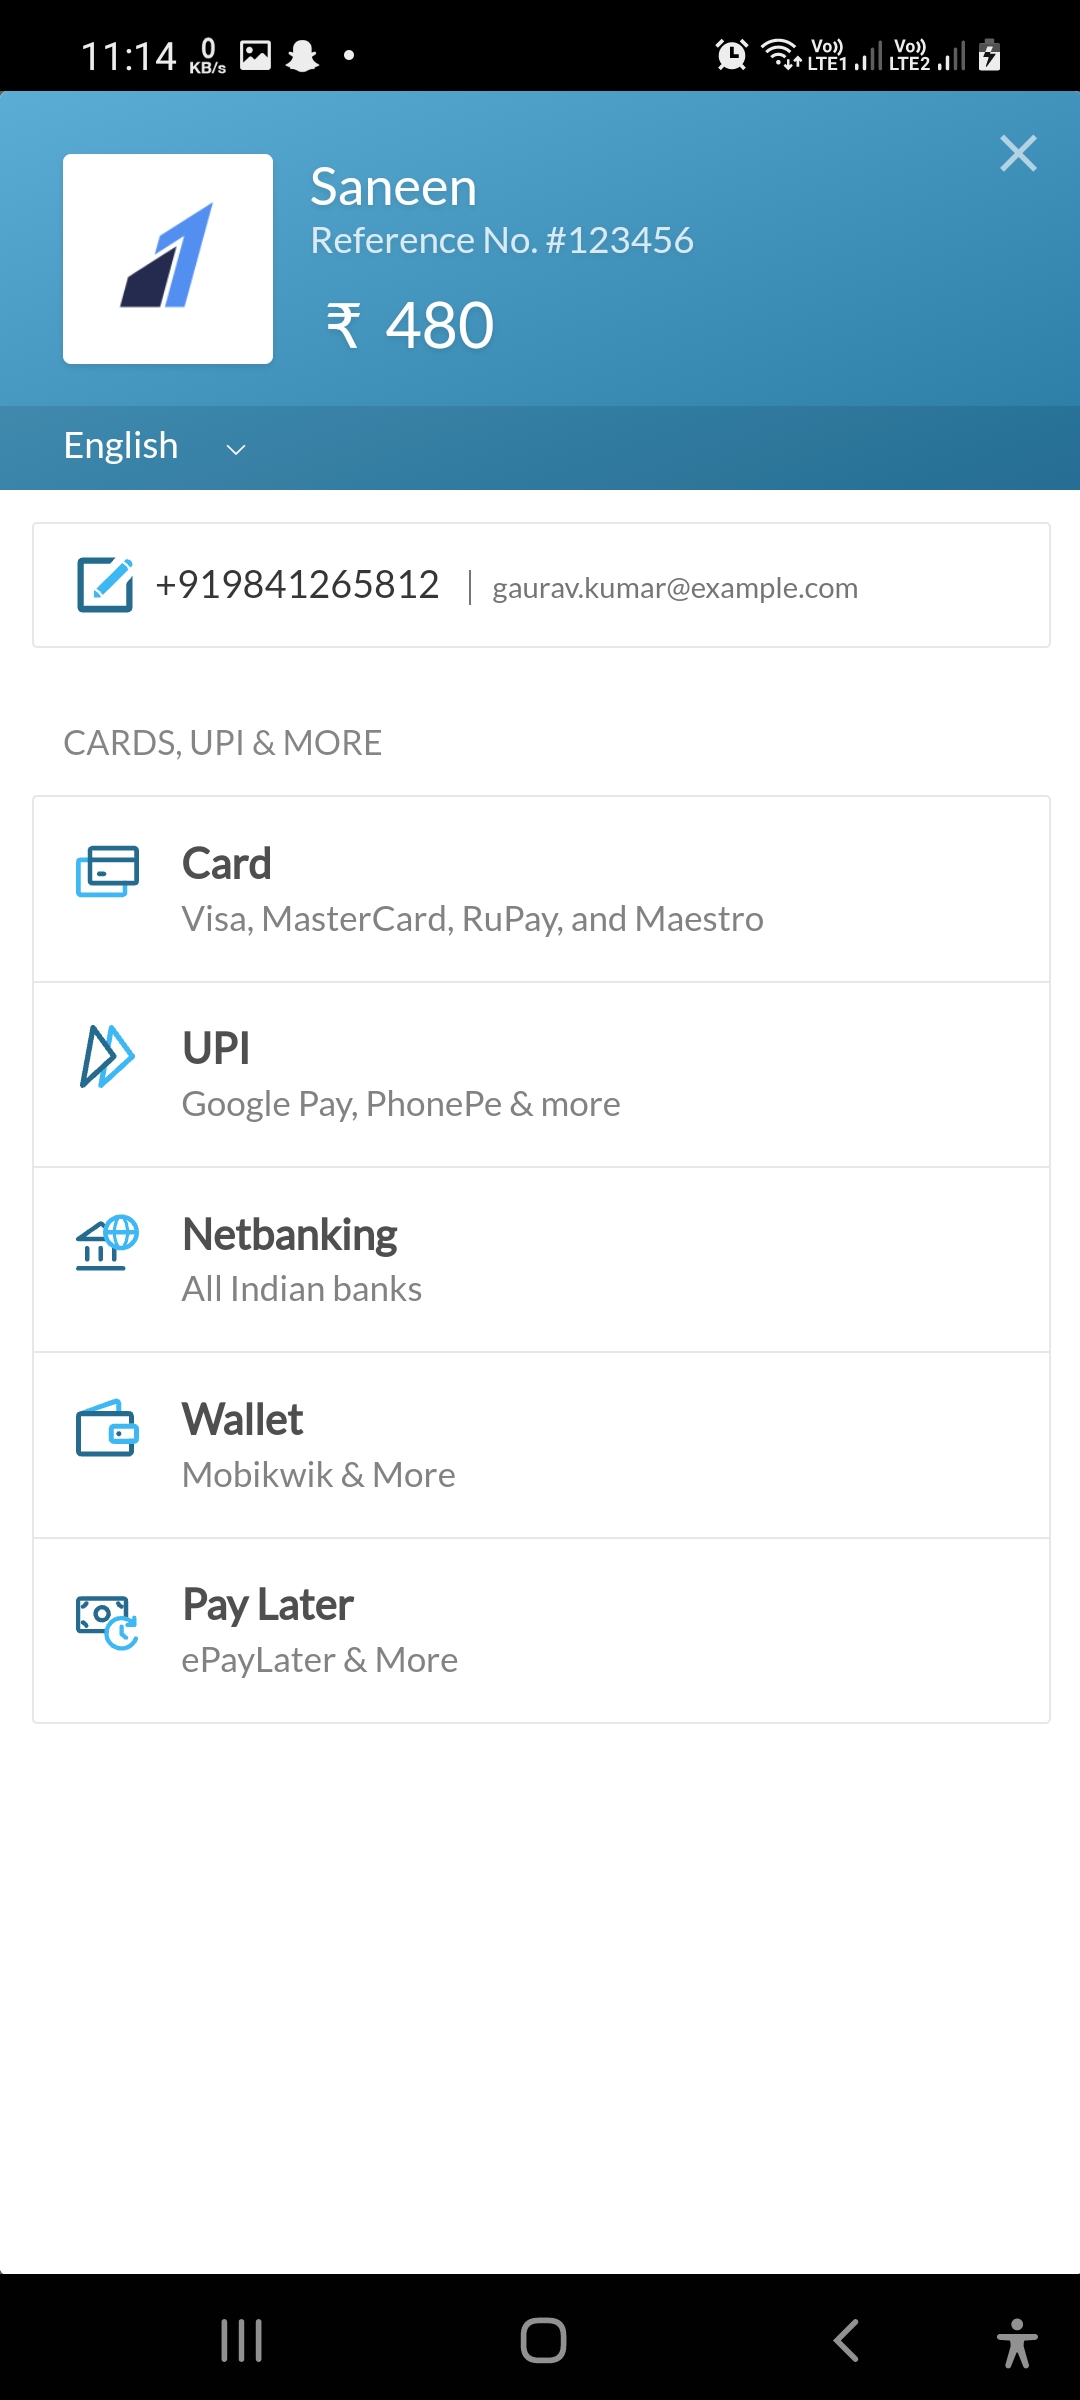 11:14 0 KB/s Vo)) LTE1 Vo)) LTE2
Saneen
Reference No. #123456
₹ 480
English
+919841265812 | gaurav.kumar@example.com
CARDS, UPI & MORE
Card
Visa, MasterCard, RuPay, and Maestro
UPI
Google Pay, PhonePe & more
Netbanking
All Indian banks
Wallet
Mobikwik & More
Pay Later
ePayLater & More